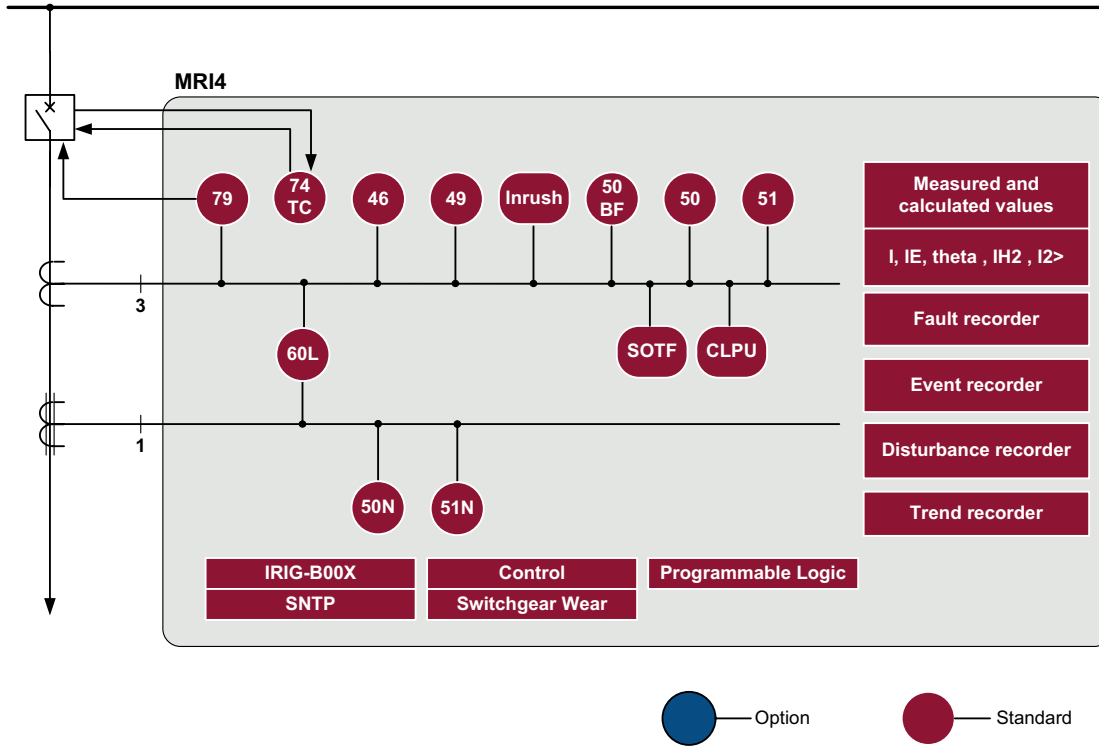 MRI4
79
74
TC
46
49
Inrush
50
BF
50
51
Measured and
calculated values
I, IE, theta , IH2 , I2>
3
Fault recorder
60L
SOTF
CLPU
Event recorder
1
Disturbance recorder
50N
51N
Trend recorder
IRIG-B00X
Control
Programmable Logic
SNTP
Switchgear Wear
Option
Standard